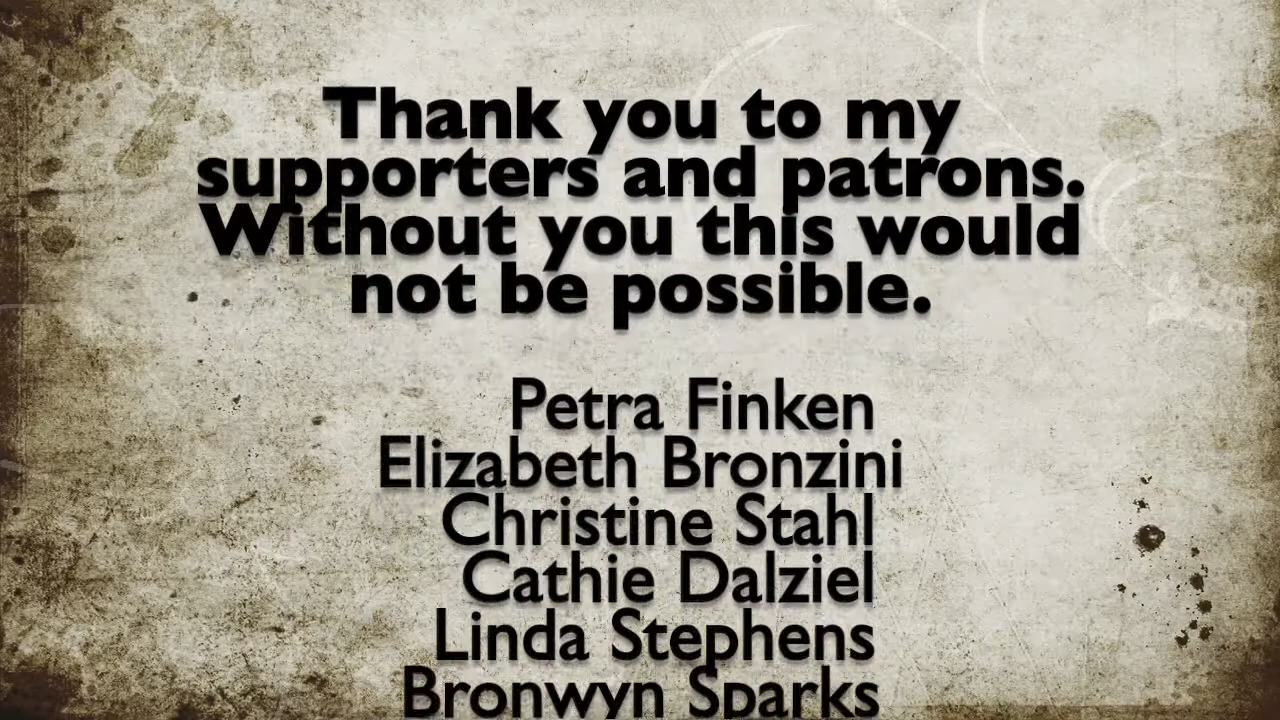 Thank you to my
supporters and patrons.
Without you this would
not be possible.
Petra Finken
Elizabeth Bronzini
Christine Stahl
Cathie Dalziel
Linda Stephens
Bronwyn Sparks